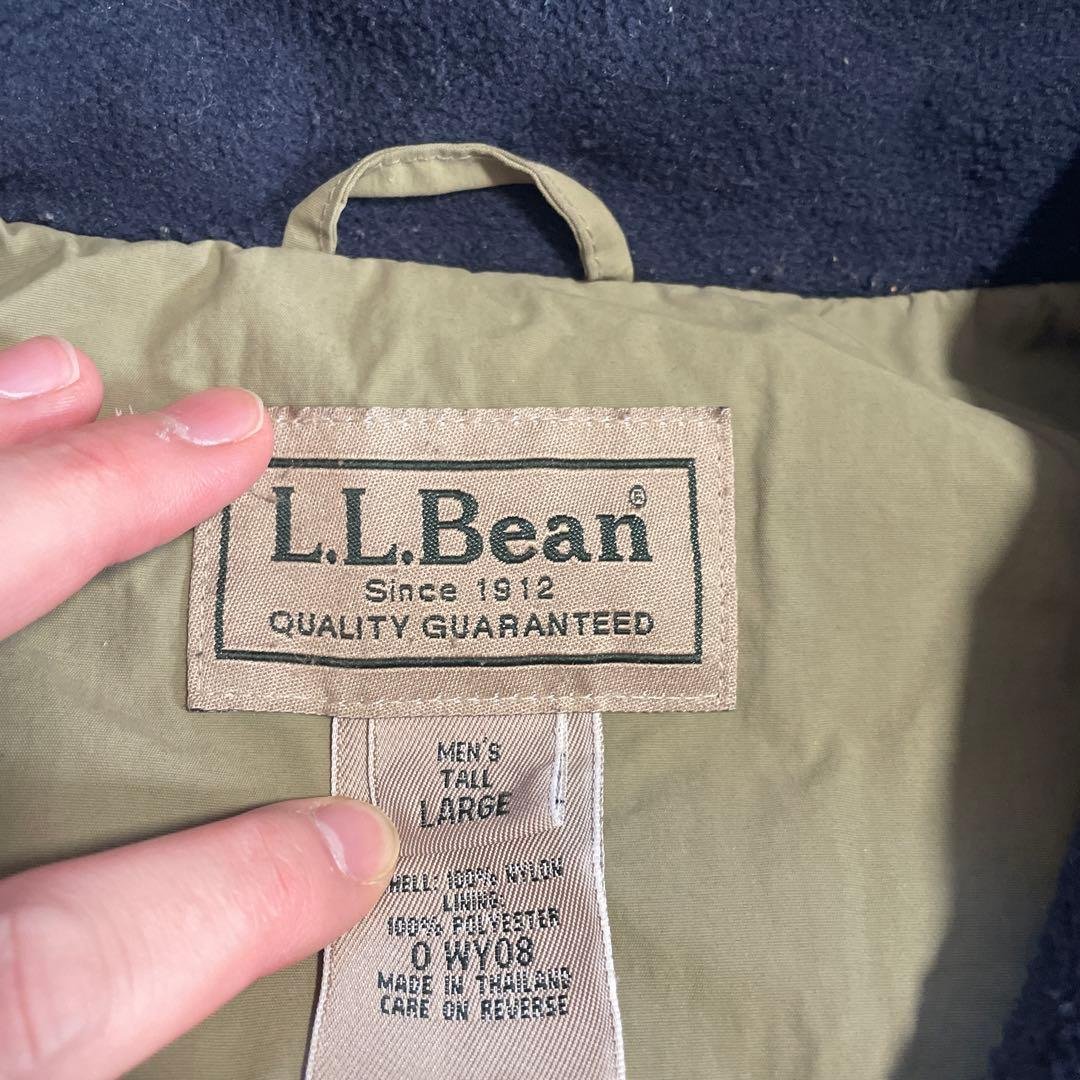 L.L.Bean®
Since 1912
QUALITY GUARANTEED
MEN'S
TALL
LARGE
HELL: 100% NYLON
LINING:
100% POLYESTER
0 WY08
MADE IN THAILAND
CARE ON REVERSE